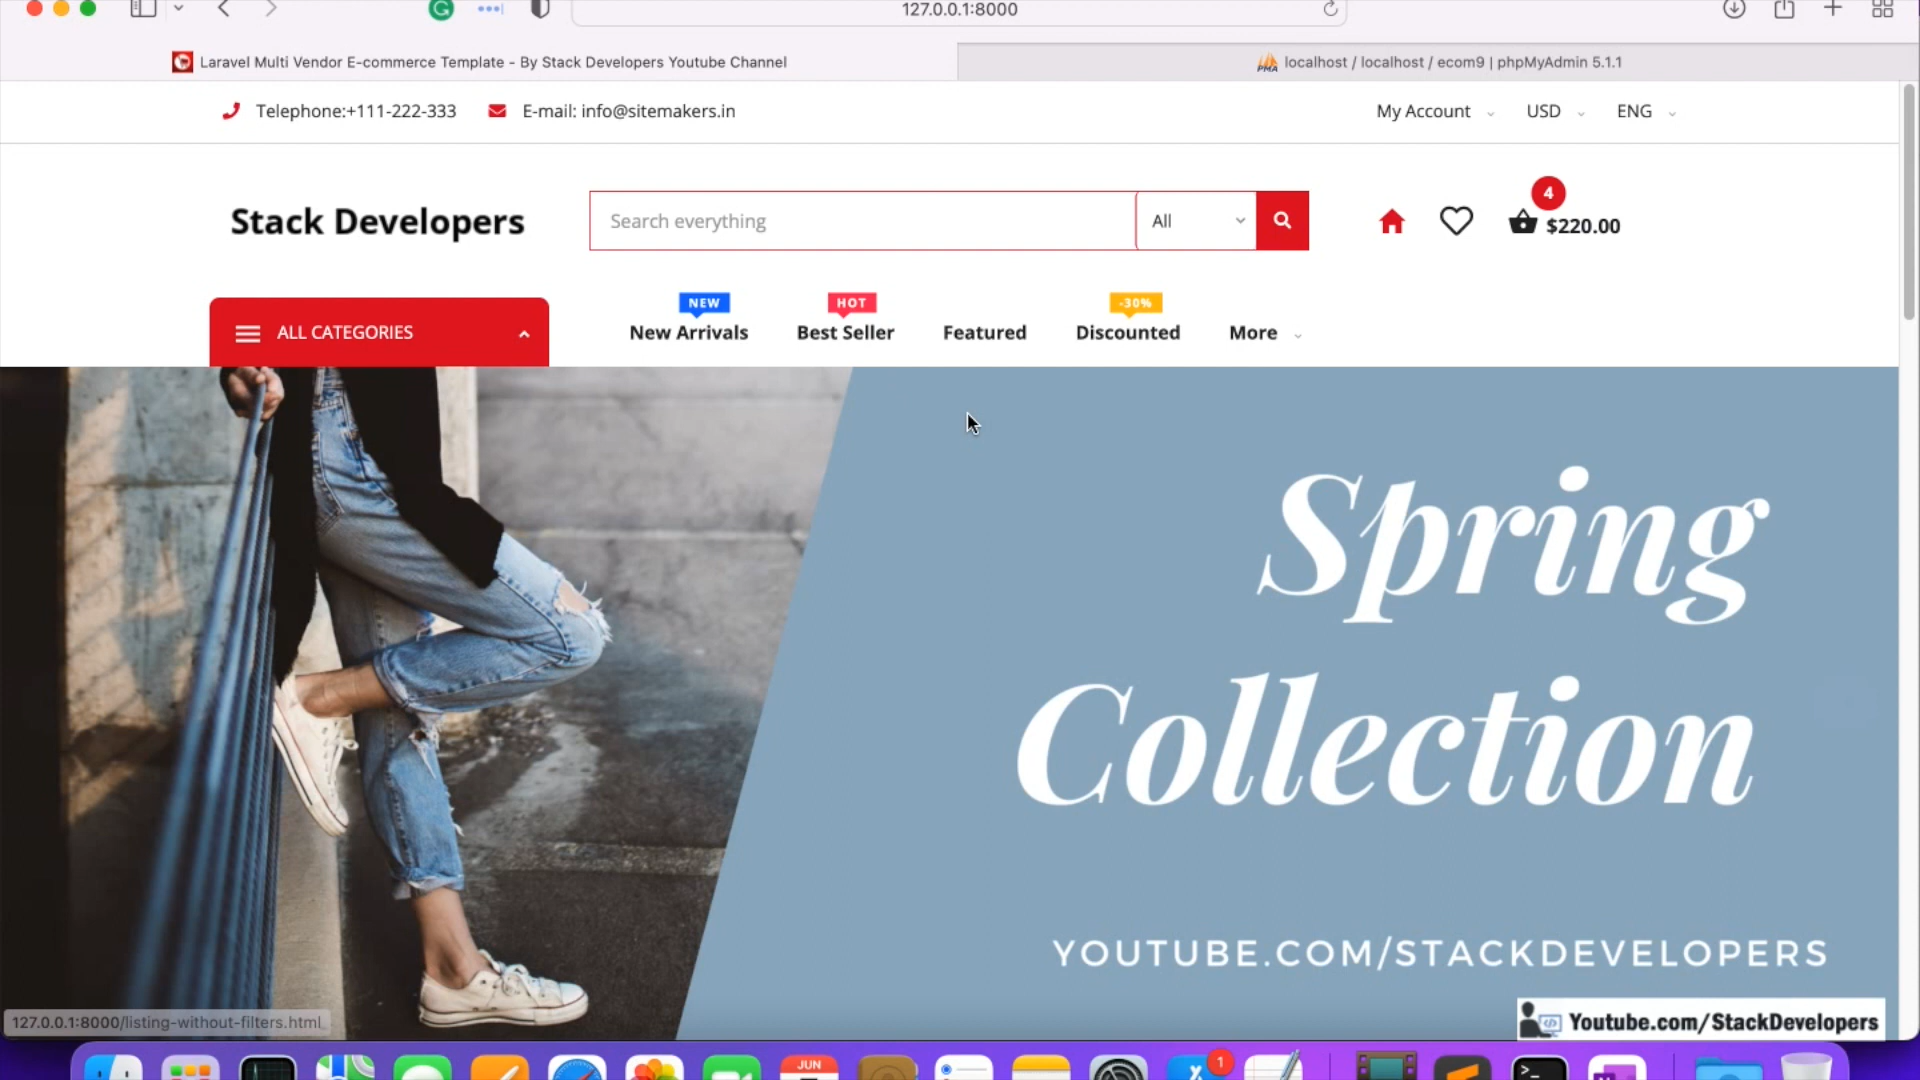 127.0.0.1:8000
Laravel Multi Vendor E-commerce Template - By Stack Developers Youtube Channel
localhost / localhost / ecom9 | phpMyAdmin 5.1.1
Telephone:+111-222-333
E-mail: info@sitemakers.in
My Account
USD
ENG
Stack Developers
Search everything
All
4
$220.00
ALL CATEGORIES
NEW
New Arrivals
HOT
Best Seller
Featured
-30%
Discounted
More
Spring
Collection
YOUTUBE.COM/STACKDEVELOPERS
127.0.0.1:8000/listing-without-filters.html
Youtube.com/StackDevelopers
JUN
1